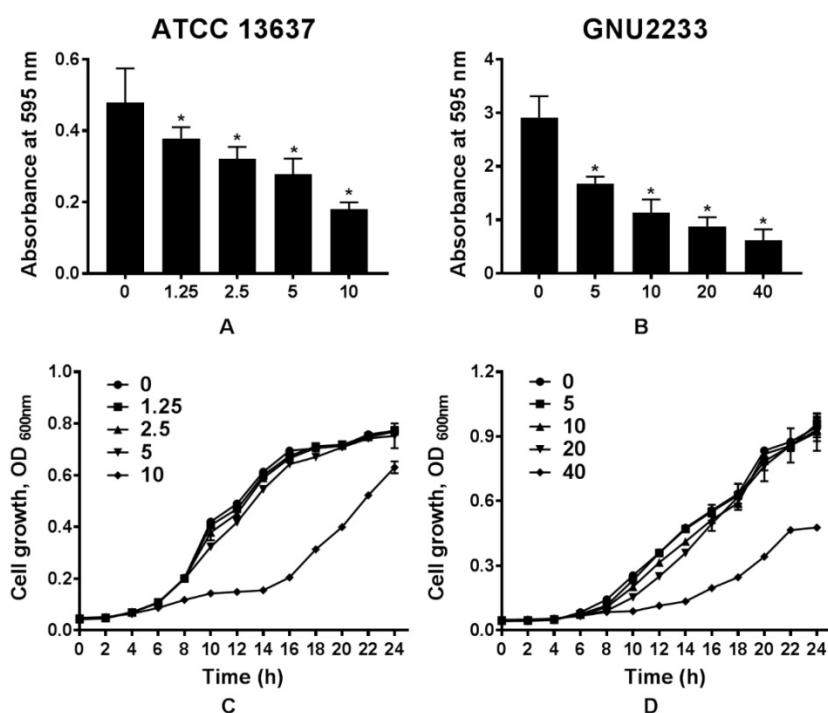 ATCC 13637
GNU2233
Absorbance at 595 nm
0.6
0.4
0.2
0.0
* * * *
0 1.25 2.5 5 10
A
Absorbance at 595 nm
4
3
2
1
0
* * * *
0 5 10 20 40
B
Cell growth, OD 600nm
1.0
0.8
0.6
0.4
0.2
0.0
0
1.25
2.5
5
10
0 2 4 6 8 10 12 14 16 18 20 22 24
Time (h)
C
Cell growth, OD 600nm
1.2
0.9
0.6
0.3
0.0
0
5
10
20
40
0 2 4 6 8 10 12 14 16 18 20 22 24
Time (h)
D